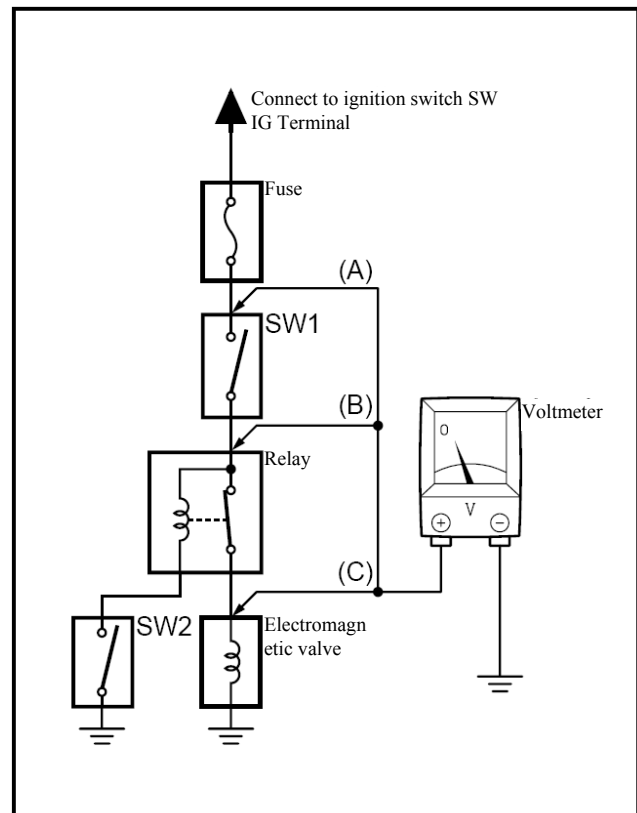 Connect to ignition switch SW
IG Terminal
Fuse
(A)
SW1
(B)
Voltmeter
0
Relay
V
+ −
(C)
SW2
Electromagn
etic valve